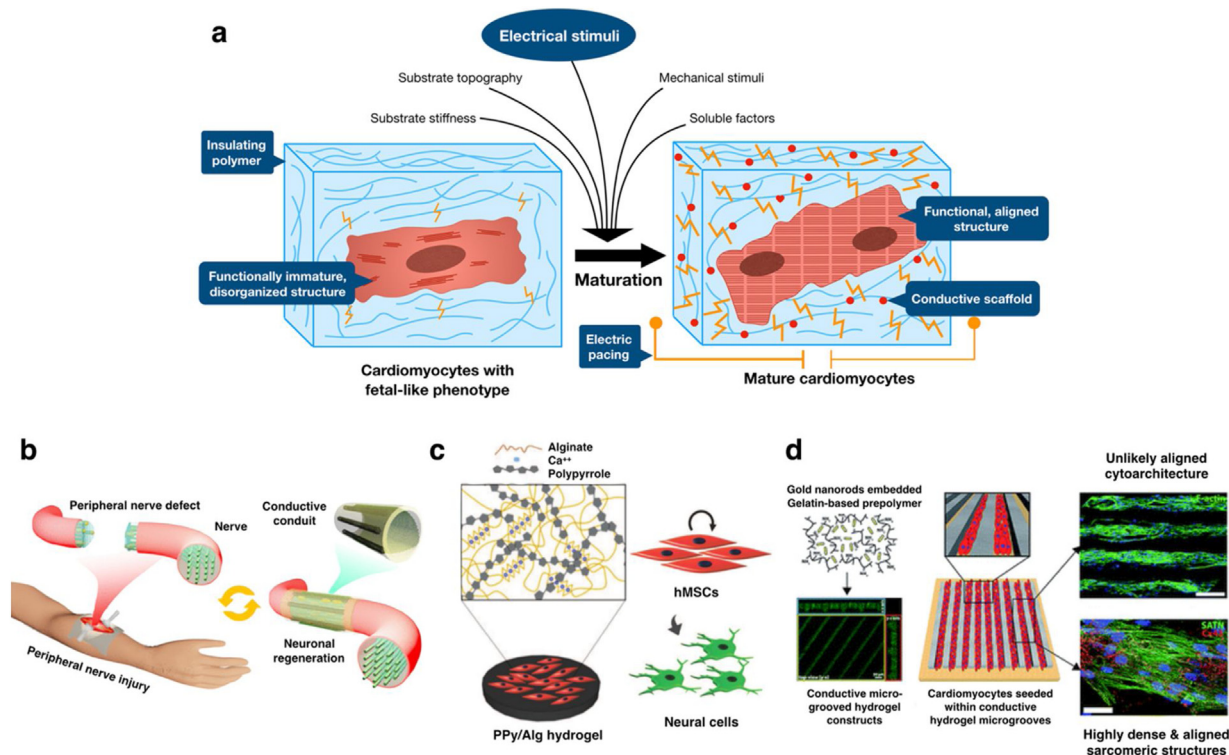 a
Electrical stimuli
Substrate topography
Mechanical stimuli
Substrate stiffness
Soluble factors
Insulating
polymer
Functional, aligned
structure
Functionally immature,
disorganized structure
Maturation
Conductive scaffold
Electric
pacing
Cardiomyocytes with
fetal-like phenotype
Mature cardiomyocytes
b
Peripheral nerve defect
Nerve
Conductive
conduit
Peripheral nerve injury
Neuronal
regeneration
c
Alginate
Ca++
Polypyrrole
hMSCs
PPy/Alg hydrogel
Neural cells
d
Gold nanorods embedded
Gelatin-based prepolymer
Conductive micro-
grooved hydrogel
constructs
Cardiomyocytes seeded
within conductive
hydrogel microgrooves
Unlikely aligned
cytoarchitecture
F-actin
SATN
Highly dense & aligned
sarcomeric structures